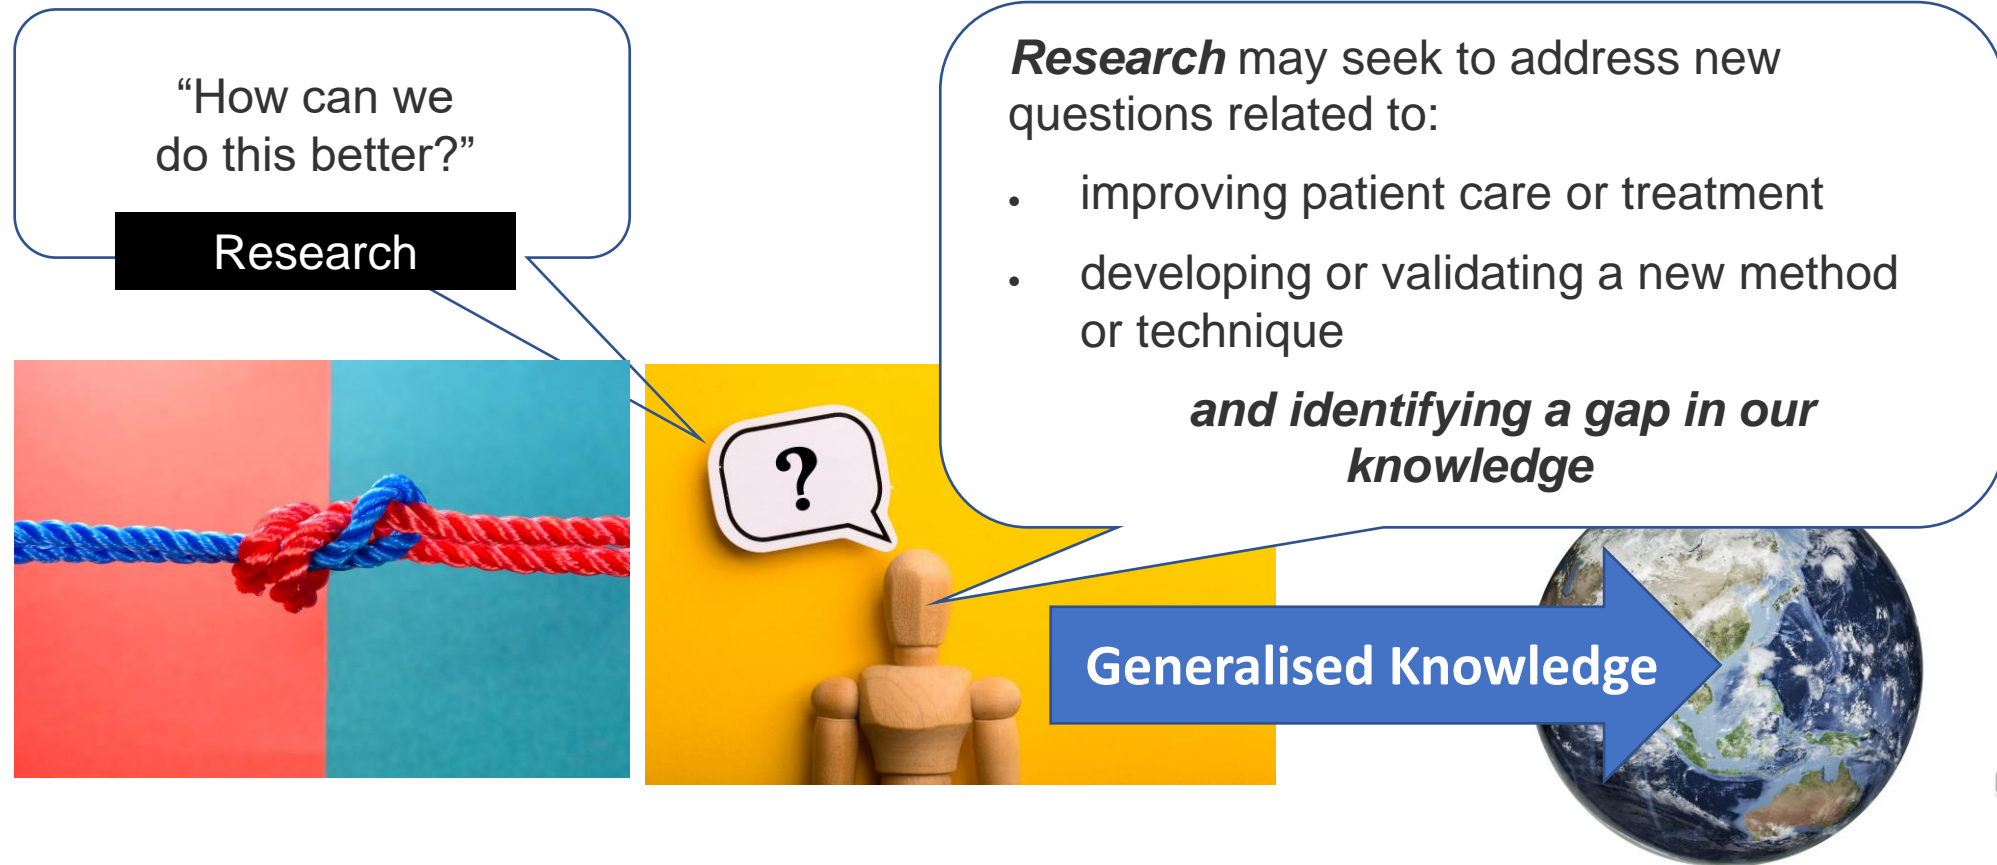 “How can we
do this better?”
Research
Research may seek to address new
questions related to:
• improving patient care or treatment
• developing or validating a new method
or technique
and identifying a gap in our
knowledge
?
Generalised Knowledge